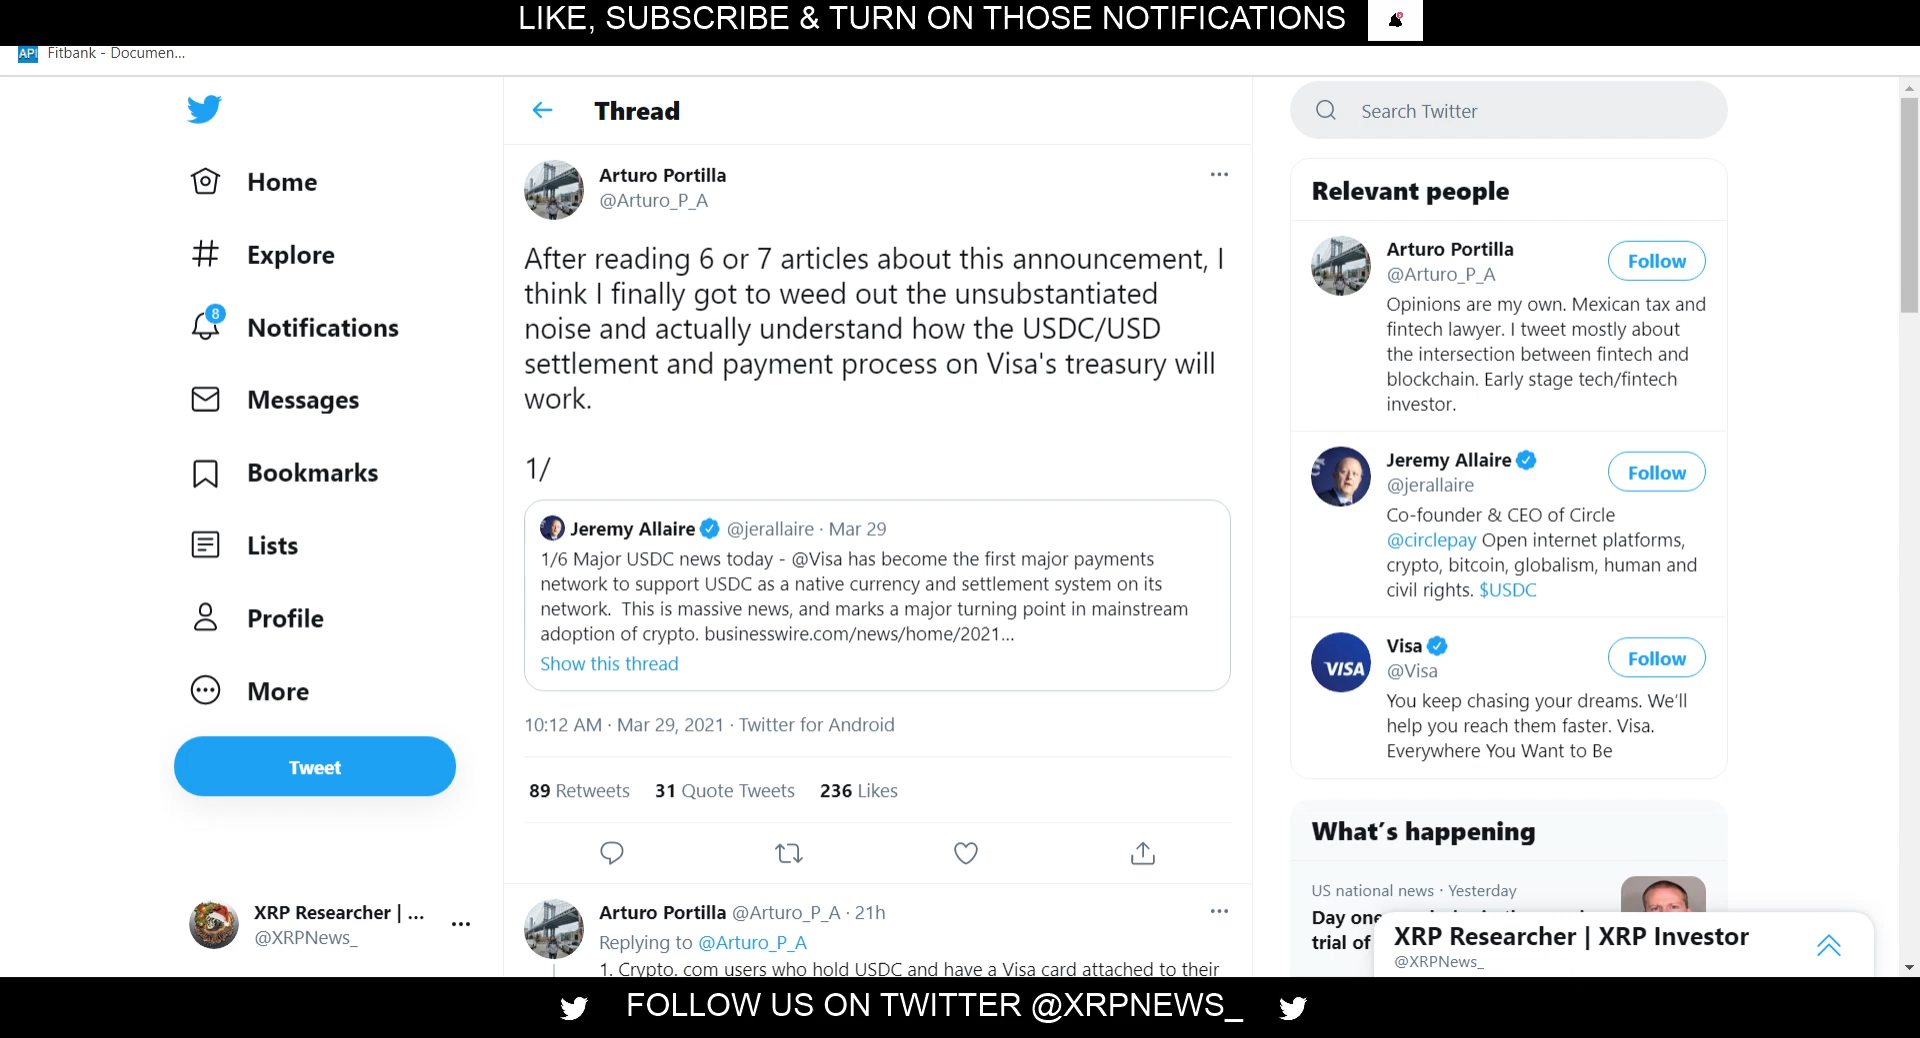 LIKE, SUBSCRIBE & TURN ON THOSE NOTIFICATIONS
API Fitbank - Documen...
Home
Explore
8
Notifications
Messages
Bookmarks
Lists
Profile
More
Tweet
XRP Researcher | ...
@XRPNews_
Thread
Arturo Portilla
@Arturo_P_A
After reading 6 or 7 articles about this announcement, I
think I finally got to weed out the unsubstantiated
noise and actually understand how the USDC/USD
settlement and payment process on Visa's treasury will
work.
1/
Jeremy Allaire @jerallaire · Mar 29
1/6 Major USDC news today - @Visa has become the first major payments
network to support USDC as a native currency and settlement system on its
network. This is massive news, and marks a major turning point in mainstream
adoption of crypto. businesswire.com/news/home/2021...
Show this thread
10:12 AM · Mar 29, 2021 · Twitter for Android
89 Retweets 31 Quote Tweets 236 Likes
Arturo Portilla @Arturo_P_A · 21h
Replying to @Arturo_P_A
1. Crypto. com users who hold USDC and have a Visa card attached to their
Search Twitter
Relevant people
Arturo Portilla
@Arturo_P_A
Follow
Opinions are my own. Mexican tax and
fintech lawyer. I tweet mostly about
the intersection between fintech and
blockchain. Early stage tech/fintech
investor.
Jeremy Allaire
@jerallaire
Follow
Co-founder & CEO of Circle
@circlepay Open internet platforms,
crypto, bitcoin, globalism, human and
civil rights. $USDC
VISA
Visa
@Visa
Follow
You keep chasing your dreams. We'll
help you reach them faster. Visa.
Everywhere You Want to Be
What's happening
US national news · Yesterday
Day one
trial of
XRP Researcher | XRP Investor
@XRPNews_
FOLLOW US ON TWITTER @XRPNEWS_